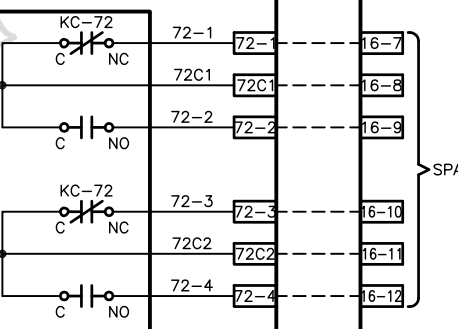 KC-72
C NC 72-1 72-1 16-7
72C1 72C1 16-8
C NO 72-2 72-2 16-9
SPA
KC-72
C NC 72-3 72-3 16-10
72C2 72C2 16-11
C NO 72-4 72-4 16-12